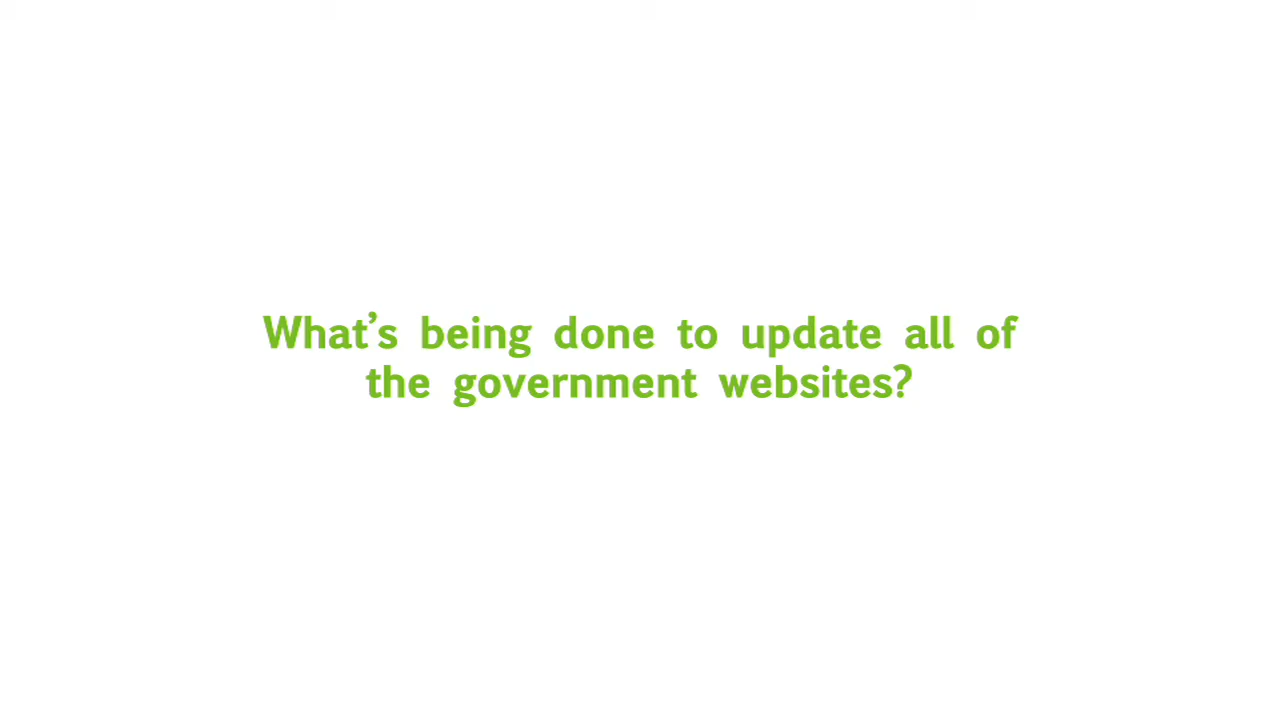 What’s being done to update all of
the government websites?